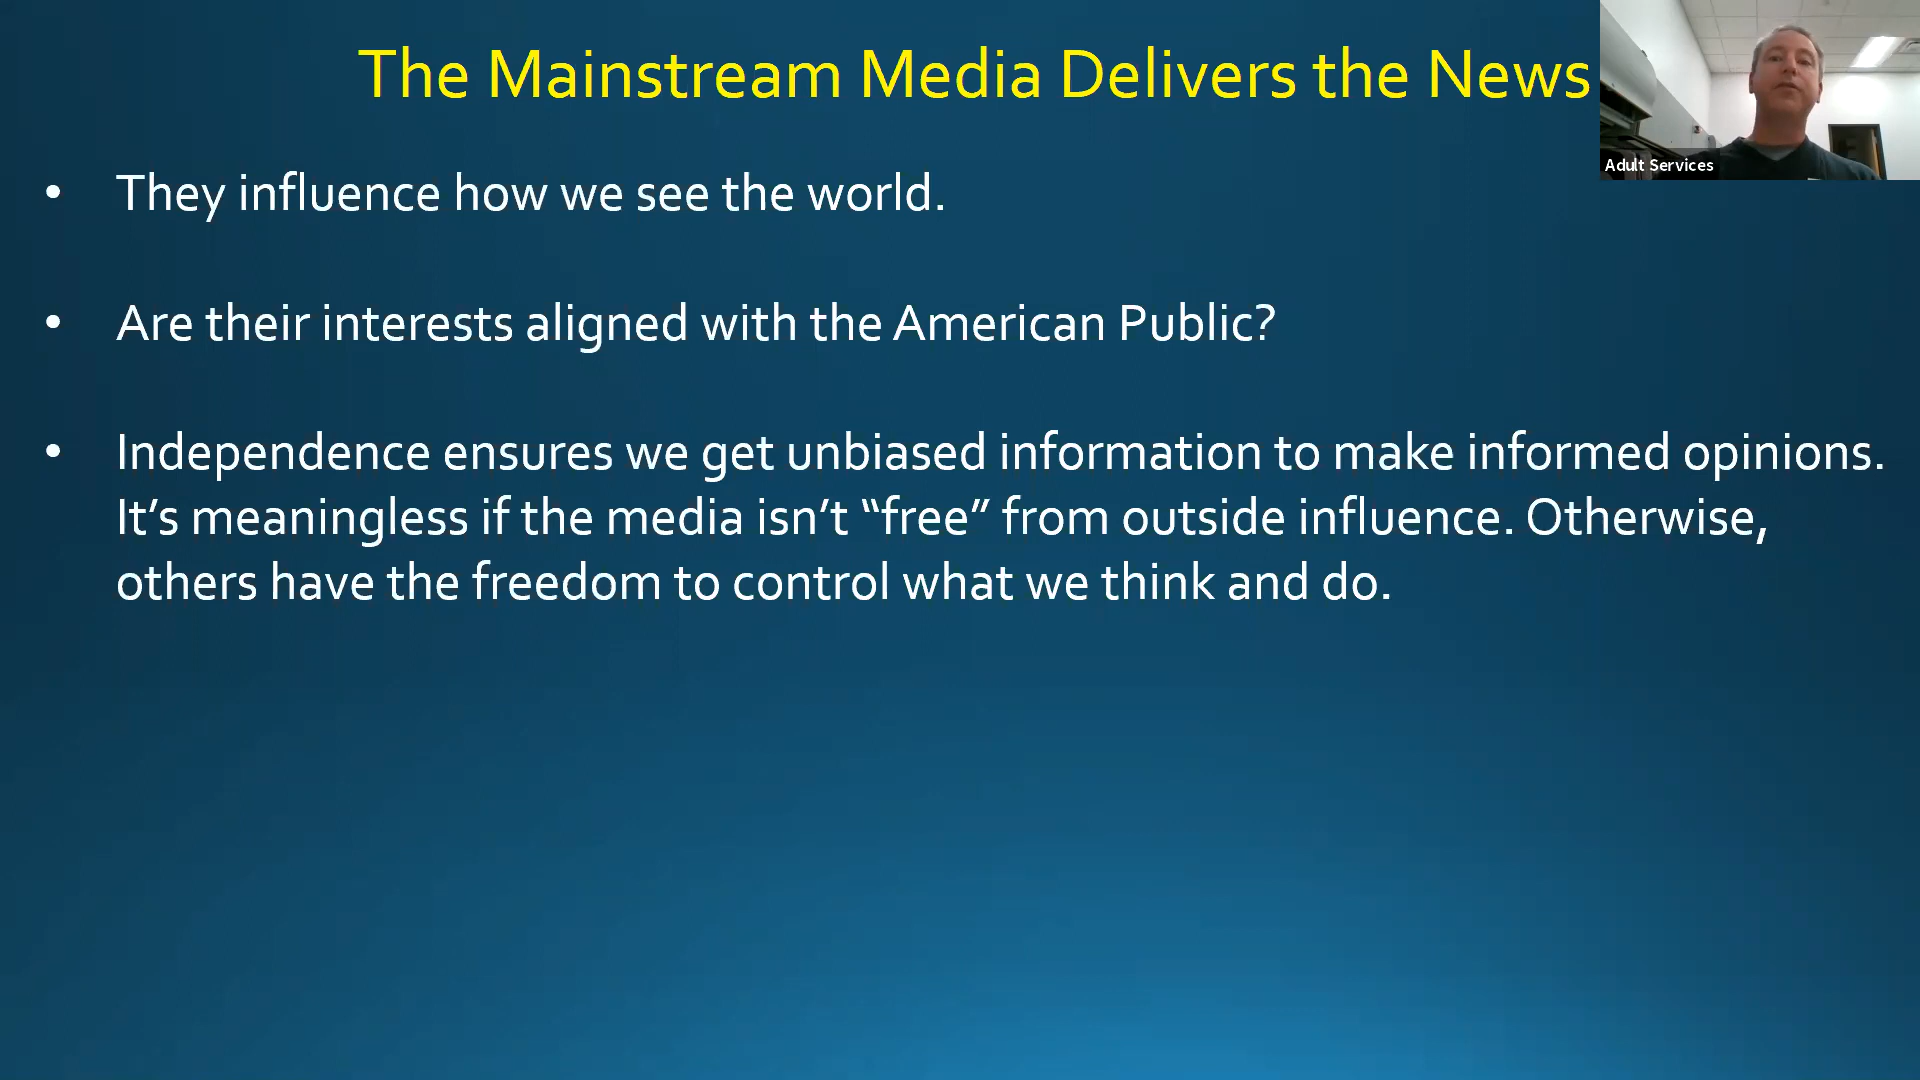 The Mainstream Media Delivers the News
Adult Services
• They influence how we see the world.
• Are their interests aligned with the American Public?
• Independence ensures we get unbiased information to make informed opinions.
It’s meaningless if the media isn’t “free” from outside influence. Otherwise,
others have the freedom to control what we think and do.